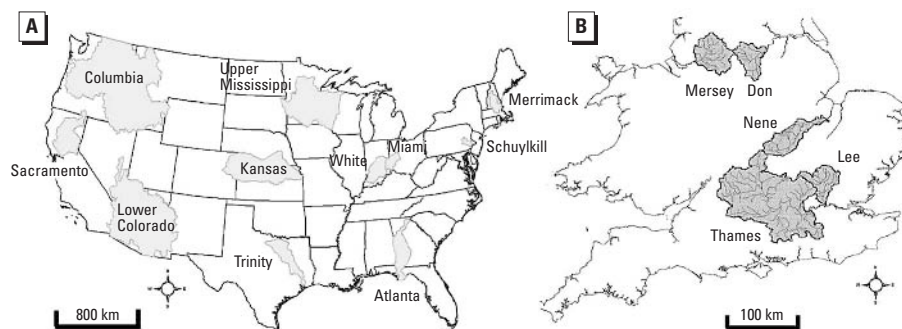 A
Columbia
Upper
Mississippi
Merrimack
Miami
White
Schuylkill
Sacramento
Kansas
Lower
Colorado
Trinity
Atlanta
800 km
B
Mersey
Don
Nene
Lee
Thames
100 km